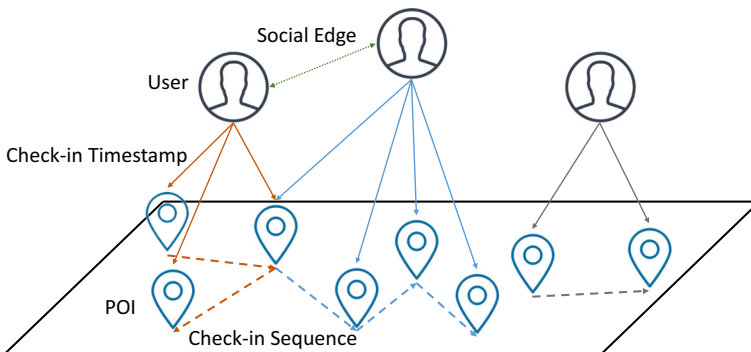 Social Edge
User
Check-in Timestamp
POI
Check-in Sequence